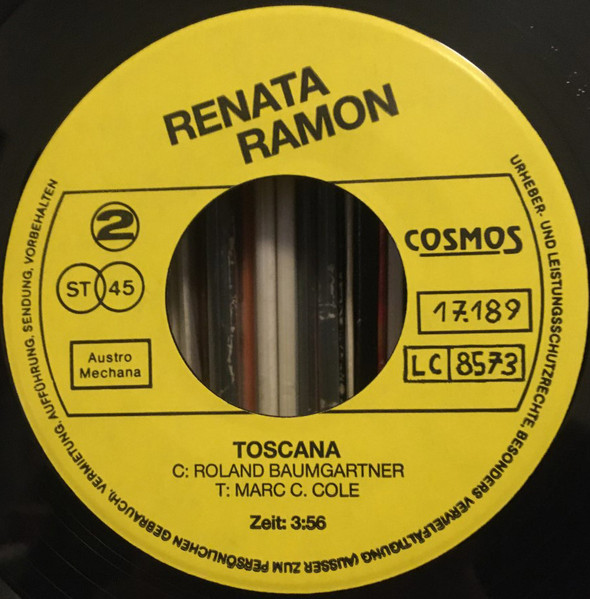 RENATA
RAMON
2
ST 45
Austro
Mechana
COSMOS
17.189
LC 8573
TOSCANA
C: ROLAND BAUMGARTNER
T: MARC C. COLE
Zeit: 3:56
URHEBER- UND LEISTUNGSSCHUTZRECHTE, BESONDERS VERVIELFÄLTIGUNG (AUSSER ZUM PERSÖNLICHEN GEBRAUCH), VERMIETUNG, AUFFÜHRUNG, SENDUNG, VORBEHALTEN